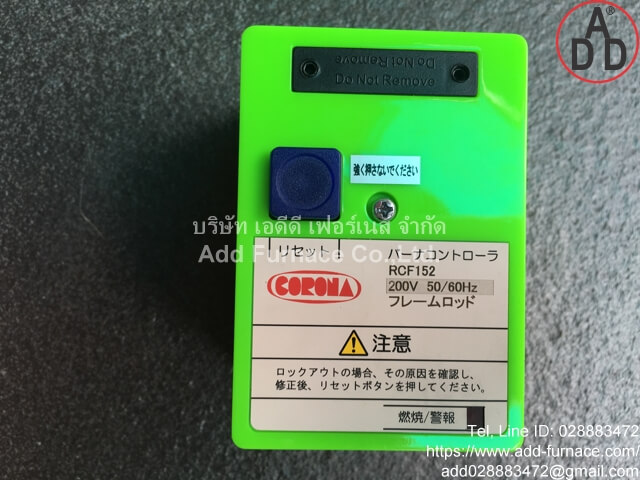 ADD
Do Not Remove
Do Not Remove
強く押さないでください
บริษัท เอดีดี เฟอร์เนส จำกัด
Add Furnace Co.,Ltd.
リセット
バーナコントローラ
RCF152
CORONA
200V 50/60Hz
フレームロッド
注意
ロックアウトの場合、その原因を確認し、
修正後、リセットボタンを押してください。
燃焼/警報
Tel, Line ID: 028883472
https://www.add-furnace.com/
add028883472@gmail.com